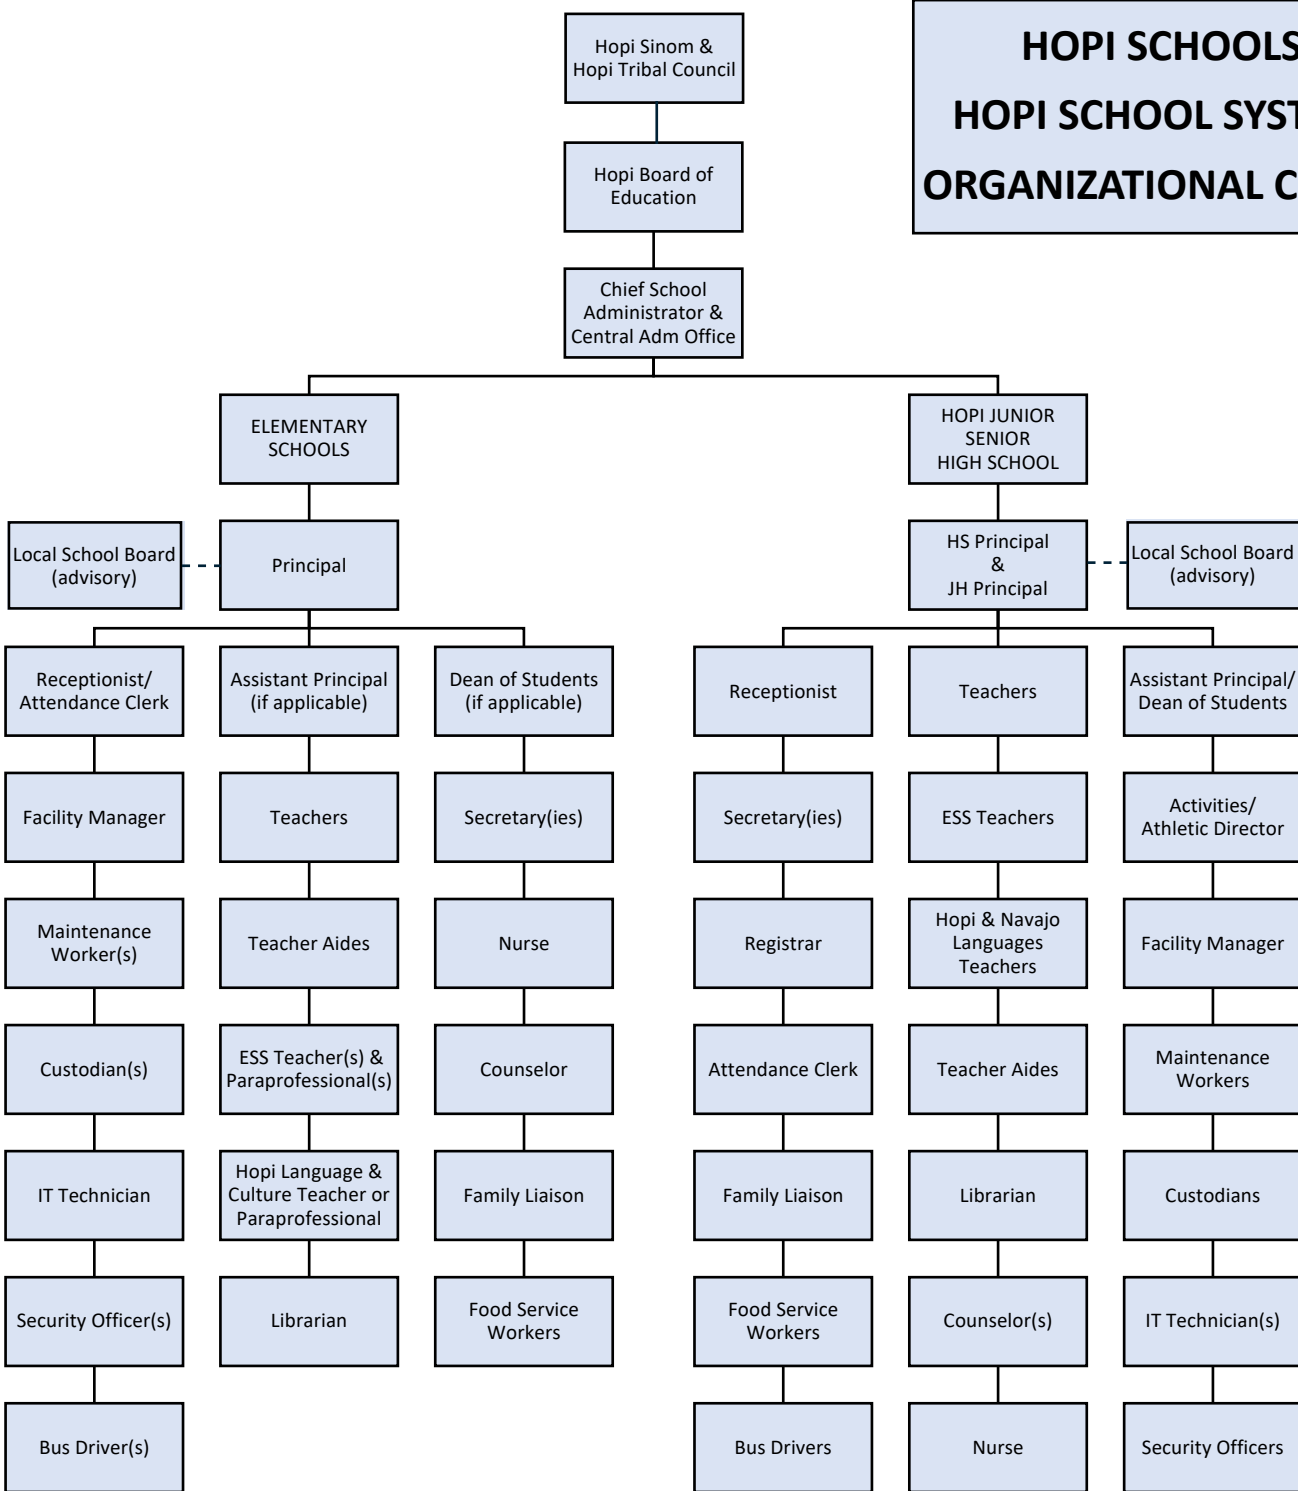 HOPI SCHOOLS
HOPI SCHOOL SYST
ORGANIZATIONAL C
Hopi Sinom &
Hopi Tribal Council
Hopi Board of
Education
Chief School
Administrator &
Central Adm Office
ELEMENTARY
SCHOOLS
HOPI JUNIOR
SENIOR
HIGH SCHOOL
Local School Board
(advisory)
Principal
HS Principal
&
JH Principal
Local School Board
(advisory)
Receptionist/
Attendance Clerk
Assistant Principal
(if applicable)
Dean of Students
(if applicable)
Receptionist
Teachers
Assistant Principal/
Dean of Students
Facility Manager
Teachers
Secretary(ies)
Secretary(ies)
ESS Teachers
Activities/
Athletic Director
Maintenance
Worker(s)
Teacher Aides
Nurse
Registrar
Hopi & Navajo
Languages
Teachers
Facility Manager
Custodian(s)
ESS Teacher(s) &
Paraprofessional(s)
Counselor
Attendance Clerk
Teacher Aides
Maintenance
Workers
IT Technician
Hopi Language &
Culture Teacher or
Paraprofessional
Family Liaison
Family Liaison
Librarian
Custodians
Security Officer(s)
Librarian
Food Service
Workers
Food Service
Workers
Counselor(s)
IT Technician(s)
Bus Driver(s)
Bus Drivers
Nurse
Security Officers